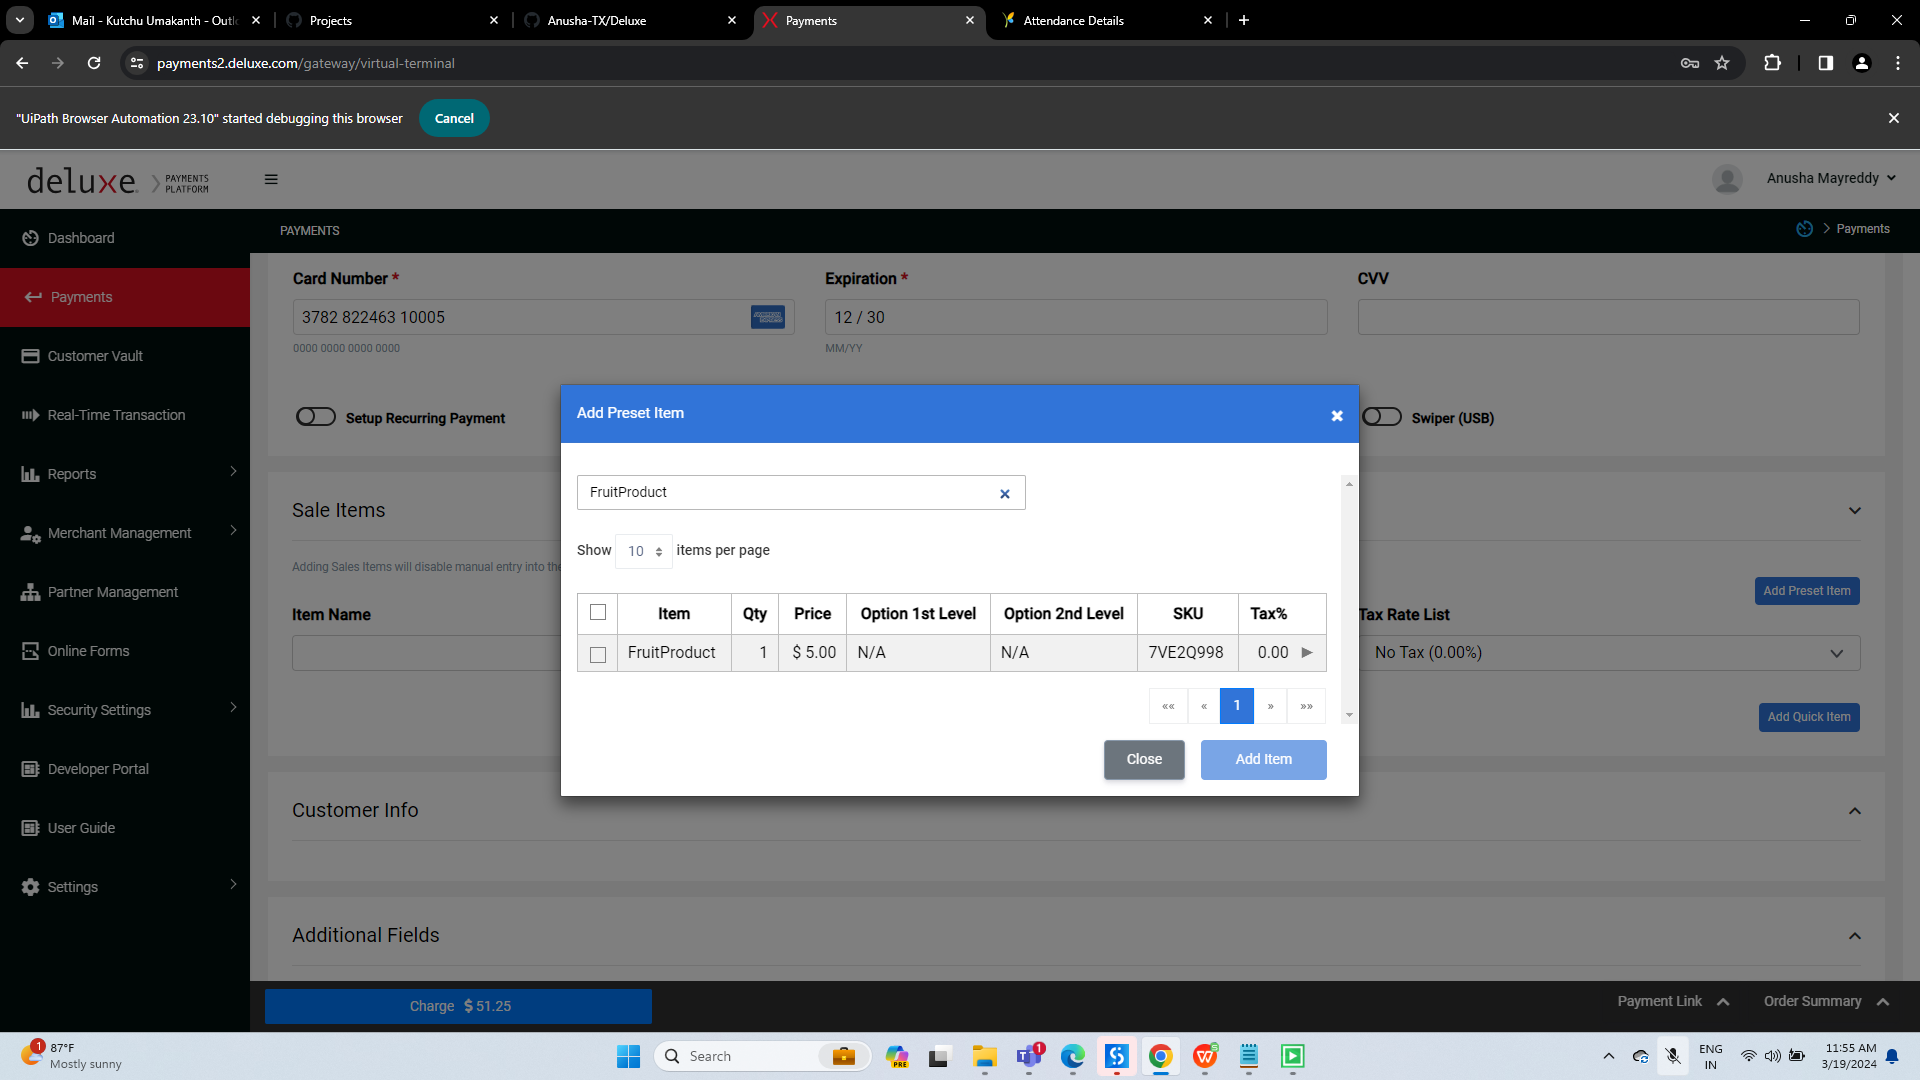 Mail - Kutchu Umakanth - Outlo
Projects
Anusha-TX/Deluxe
Payments
Attendance Details
payments2.deluxe.com/gateway/virtual-terminal
"UiPath Browser Automation 23.10" started debugging this browser
Cancel
deluxe
PAYMENTS
PLATFORM
Anusha Mayreddy
Dashboard
PAYMENTS
Payments
Payments
Customer Vault
Real-Time Transaction
Reports
Merchant Management
Partner Management
Online Forms
Security Settings
Developer Portal
User Guide
Settings
Card Number *
Expiration *
CVV
3782 822463 10005
12 / 30
0000 0000 0000 0000
MM/YY
Setup Recurring Payment
Swiper (USB)
Sale Items
Adding Sales Items will disable manual entry into the
Add Preset Item
Item Name
Tax Rate List
No Tax (0.00%)
Add Quick Item
Add Preset Item
FruitProduct
Show 10 items per page
Item Qty Price Option 1st Level Option 2nd Level SKU Tax%
FruitProduct 1 $ 5.00 N/A N/A 7VE2Q998 0.00
«« « 1 » »»
Close
Add Item
Customer Info
Additional Fields
Charge $ 51.25
Payment Link
Order Summary
1
87°F
Mostly sunny
Search
PRE
1
ENG
IN
11:55 AM
3/19/2024